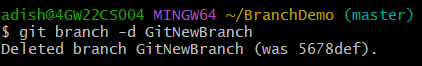 adish@4GW22CS004 MINGW64 ~/BranchDemo (master)
$ git branch -d GitNewBranch
Deleted branch GitNewBranch (was 5678def).